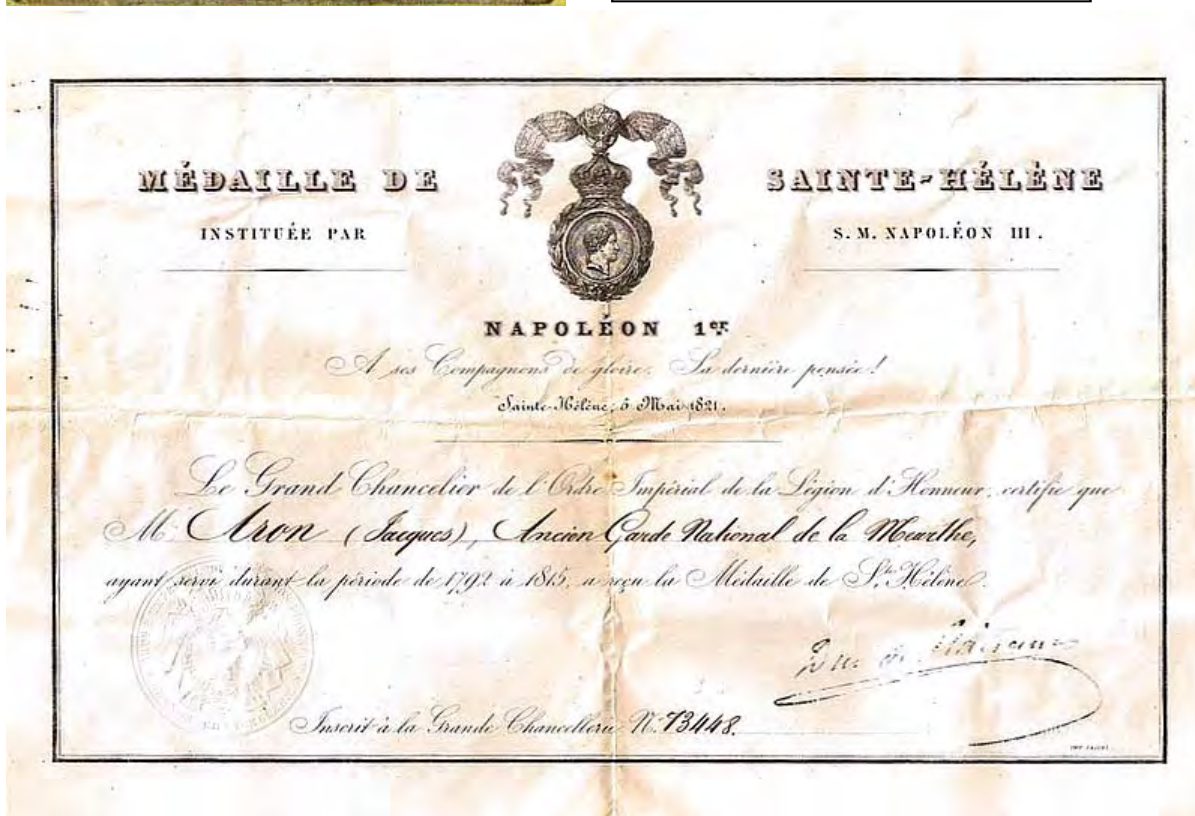 MÉDAILLE DE SAINTE-HÉLÈNE
INSTITUÉE PAR S. M. NAPOLÉON III.
NAPOLÉON 1er
A ses Compagnons de gloire, Sa dernière pensée!
Sainte-Hélène, 5 Mai 1821.
Le Grand Chancelier de l'Ordre Impérial de la Légion d'Honneur, certifie que
M. Aron (Jacques), Ancien Garde National de la Meurthe,
ayant servi durant la période de 1792 à 1815, a reçu la Médaille de Ste Hélène.
Duc de
Inscrit à la Grande Chancellerie N. 73448.